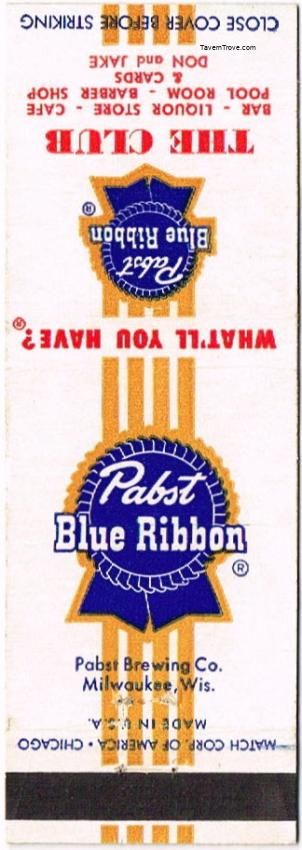 CLOSE COVER BEFORE STRIKING
TavernTrove.com
DON and JAKE
& CARDS
POOL ROOM - BARBER SHOP
BAR - LIQUOR STORE - CAFE
THE CLUB
Pabst
Blue Ribbon
®
WHAT'LL YOU HAVE?®
Pabst
Blue Ribbon
®
Pabst Brewing Co.
Milwaukee, Wis.
MADE IN U.S.A.
MATCH CORP. OF AMERICA • CHICAGO